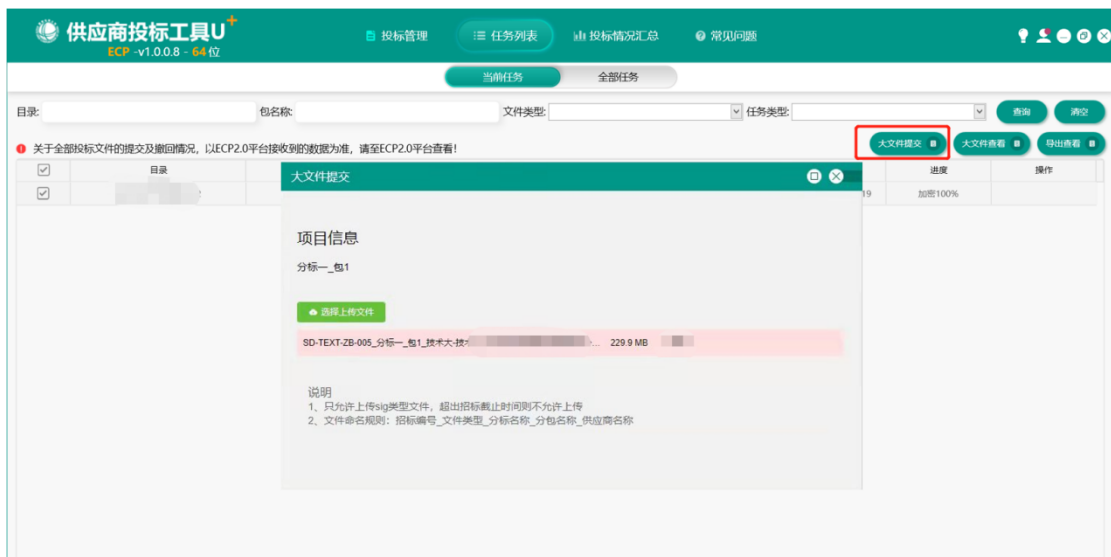 供应商投标工具U+
ECP -v1.0.0.8 - 64位
投标管理
任务列表
投标情况汇总
常见问题
当前任务
全部任务
目录:
包名称:
文件类型:
任务类型:
查询
清空
关于全部投标文件的提交及撤回情况，以ECP2.0平台接收到的数据为准，请至ECP2.0平台查看!
大文件提交
大文件查看
导出查看
目录
进度
操作
19
加密100%
大文件提交
项目信息
分标一_包1
选择上传文件
SD-TEXT-ZB-005_分标一_包1_技术大-技 ... 229.9 MB
说明
1、只允许上传sig类型文件，超出招标截止时间则不允许上传
2、文件命名规则：招标编号_文件类型_分标名称_分包名称_供应商名称